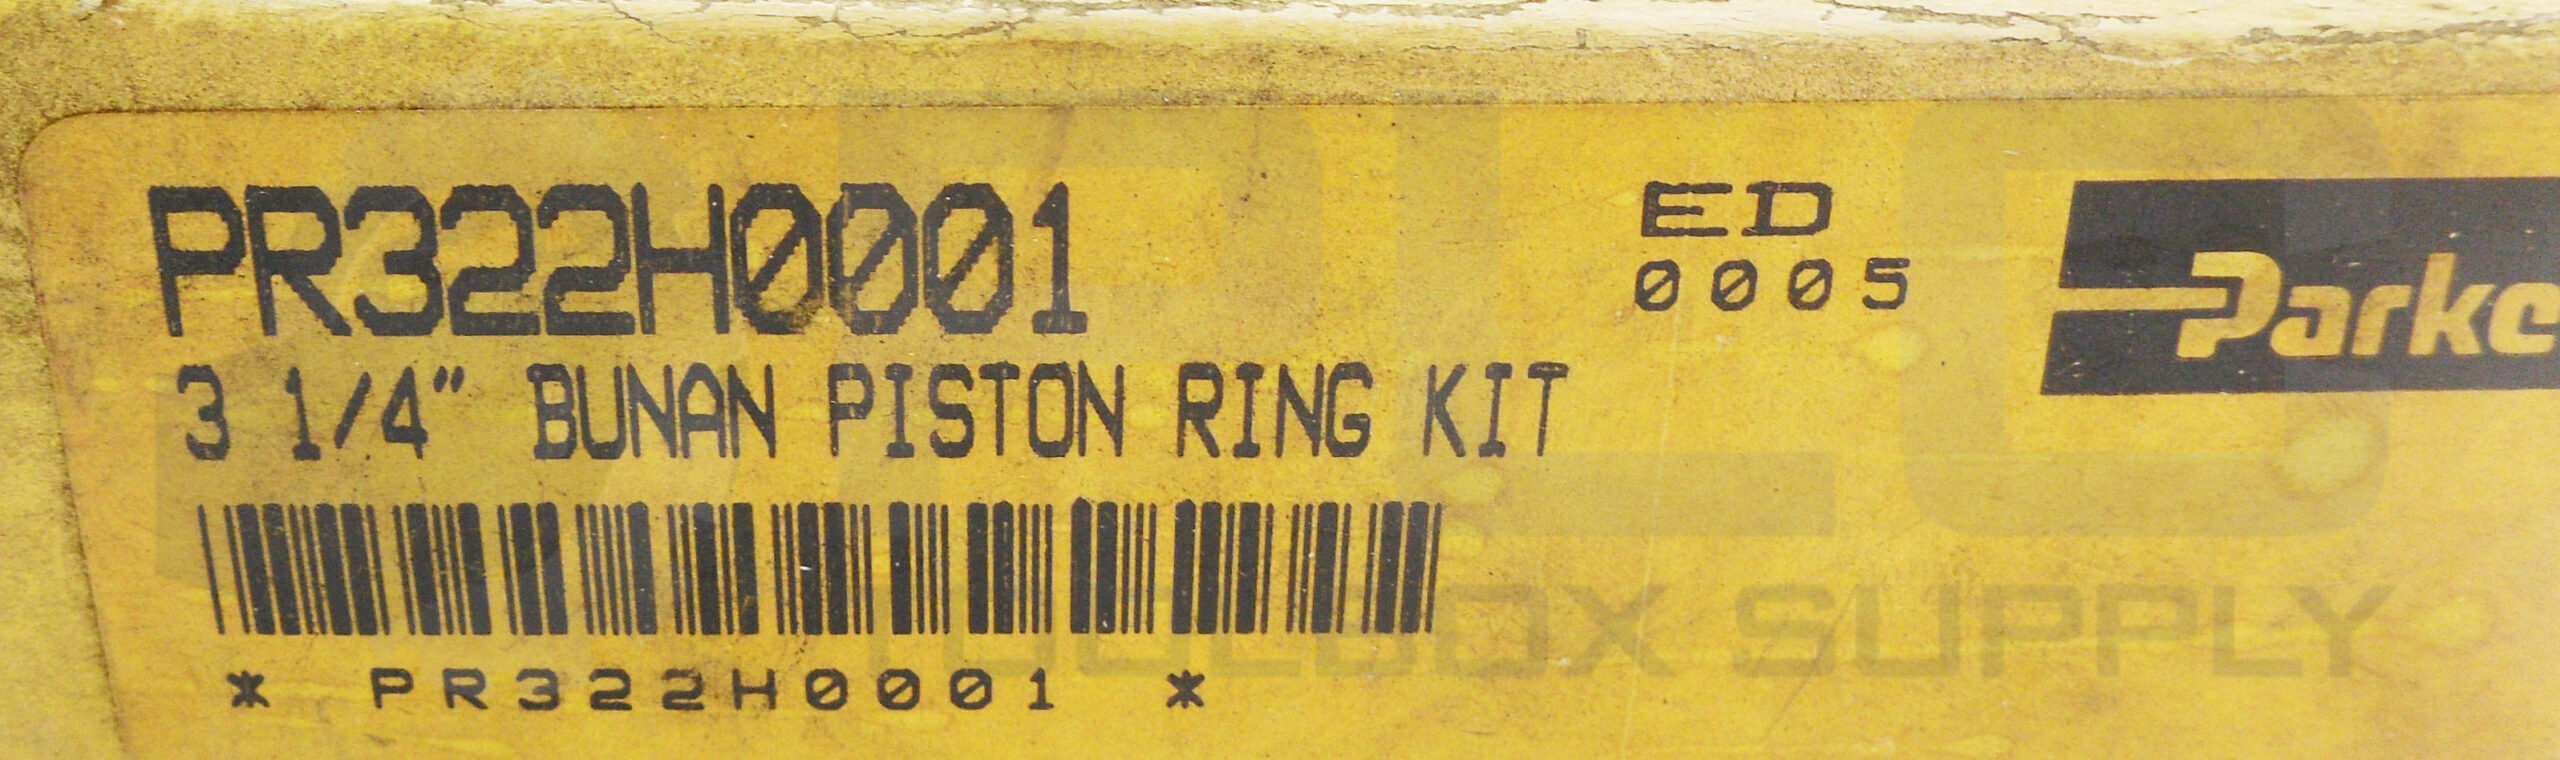 PR322H0001
ED
0005
Parke
3 1/4" BUNAN PISTON RING KIT
* PR322H0001 *
TOOLBOX SUPPLY